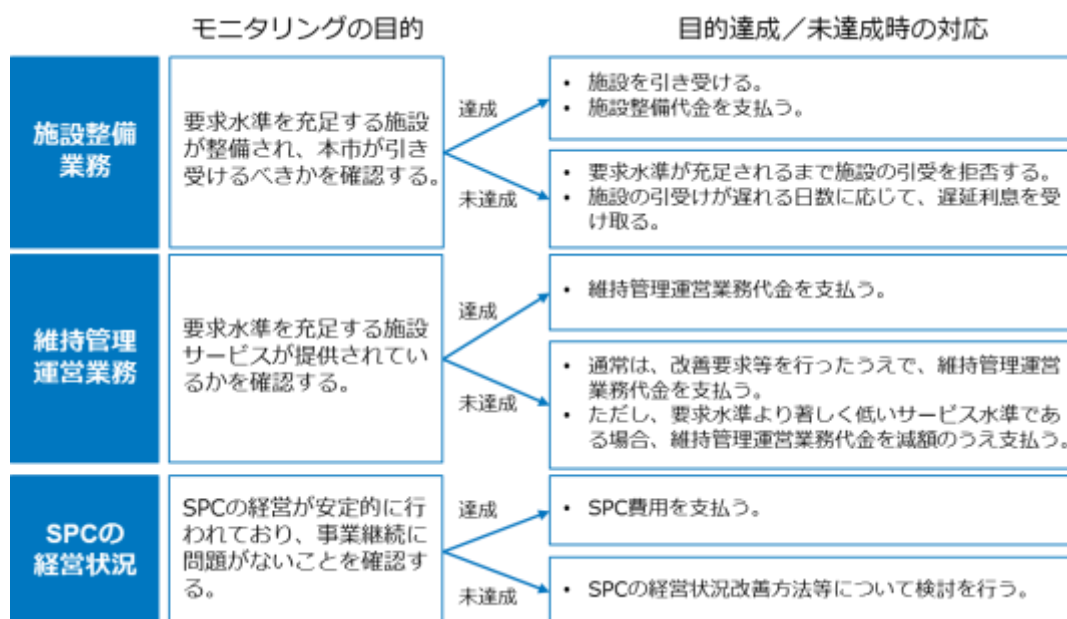 モニタリングの目的
目的達成／未達成時の対応
施設整備
業務
要求水準を充足する施設
が整備され、本市が引き
受けるべきかを確認する。
達成
• 施設を引き受ける。
• 施設整備代金を支払う。
未達成
• 要求水準が充足されるまで施設の引受を拒否する。
• 施設の引受けが遅れる日数に応じて、遅延利息を受
け取る。
維持管理
運営業務
要求水準を充足する施設
サービスが提供されてい
るかを確認する。
達成
• 維持管理運営業務代金を支払う。
未達成
• 通常は、改善要求等を行ったうえで、維持管理運営
業務代金を支払う。
• ただし、要求水準より著しく低いサービス水準であ
る場合、維持管理運営業務代金を減額のうえ支払う。
SPCの
経営状況
SPCの経営が安定的に行
われており、事業継続に
問題がないことを確認す
る。
達成
• SPC費用を支払う。
未達成
• SPCの経営状況改善方法等について検討を行う。